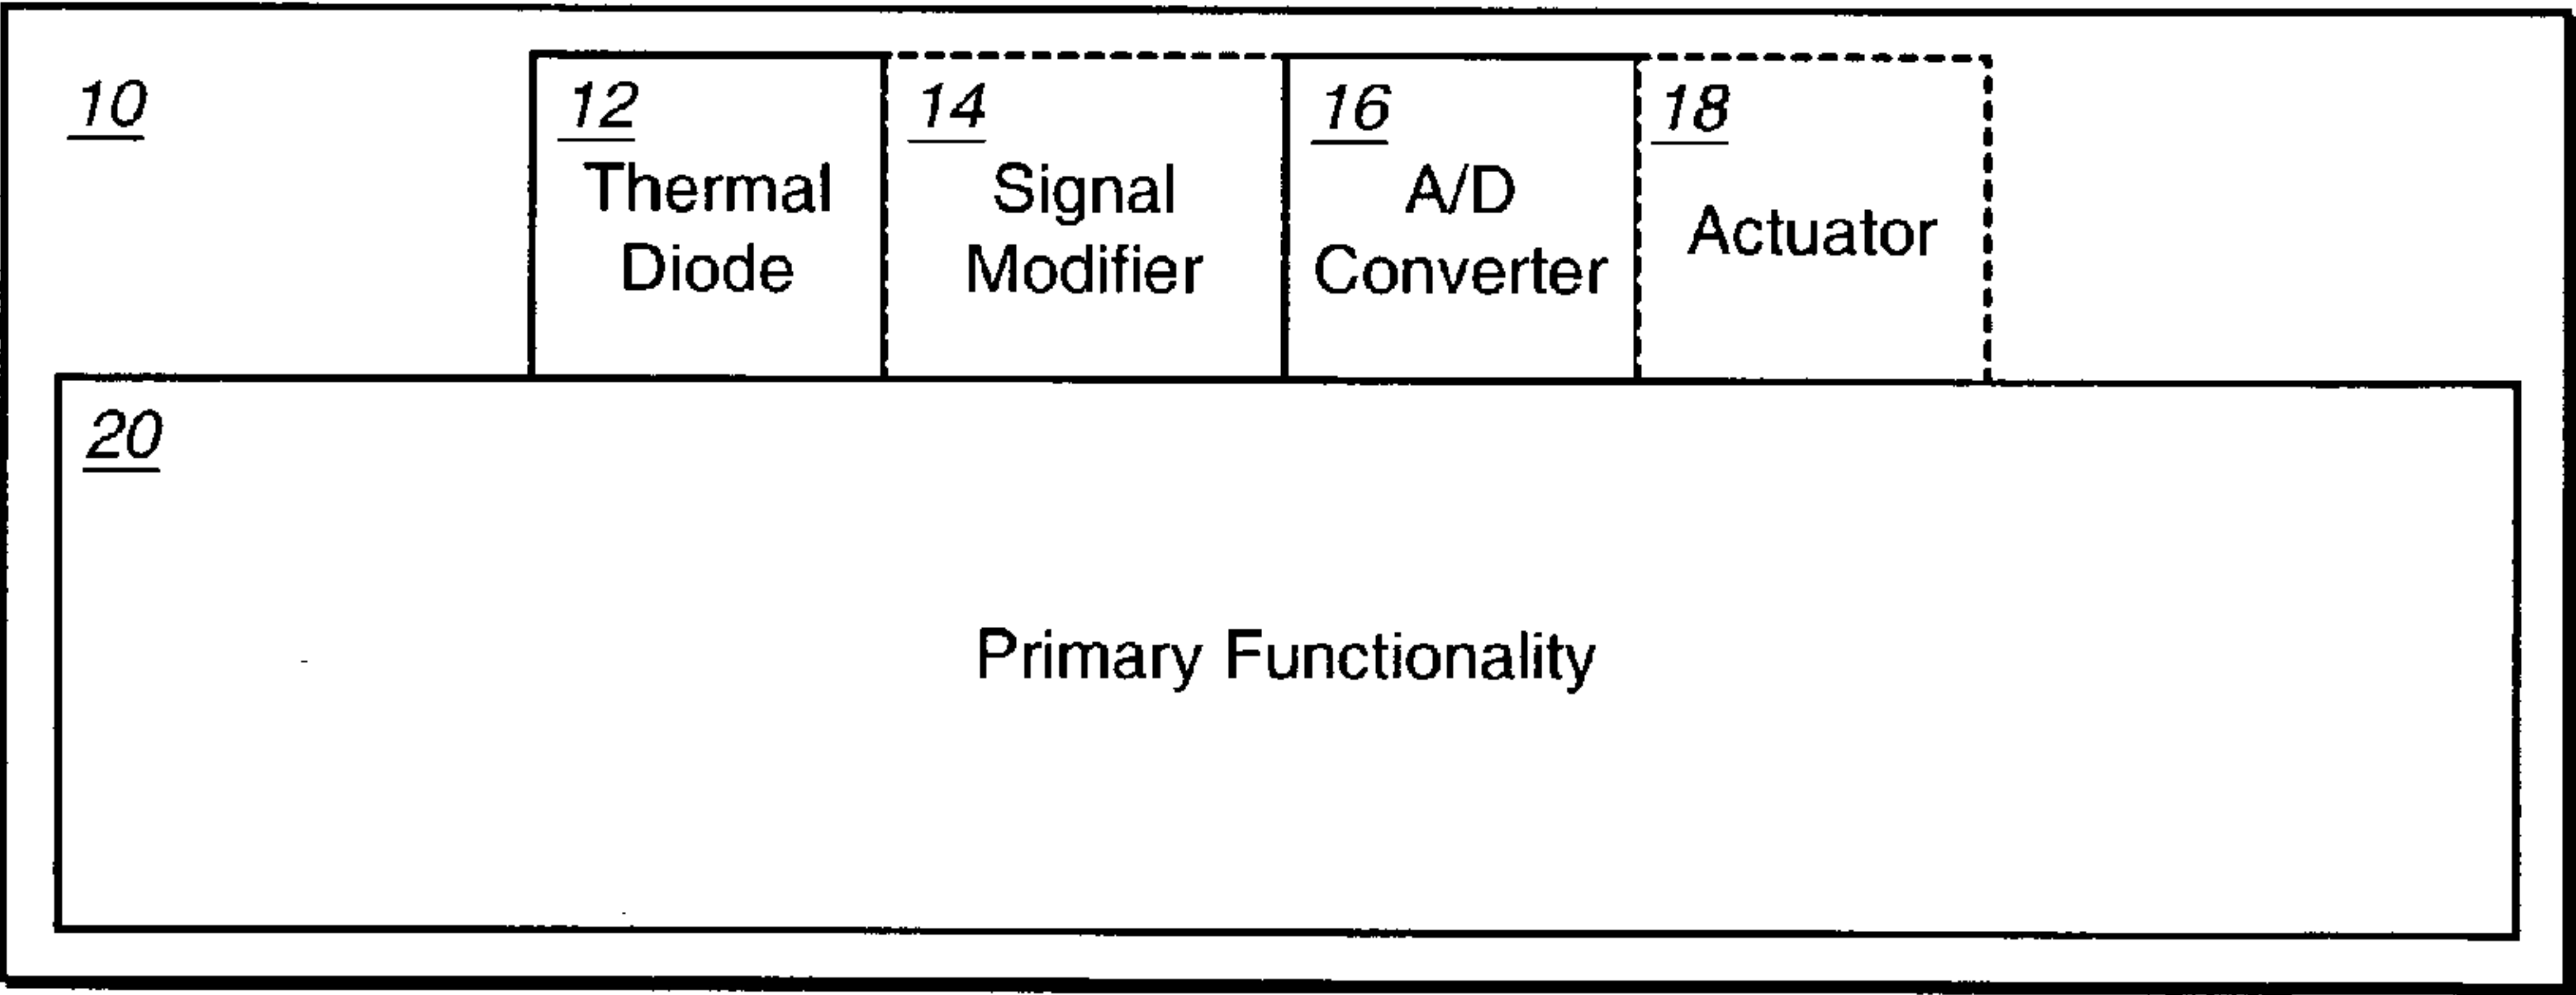 10
12
Thermal
Diode
14
Signal
Modifier
16
A/D
Converter
18
Actuator
20
Primary Functionality